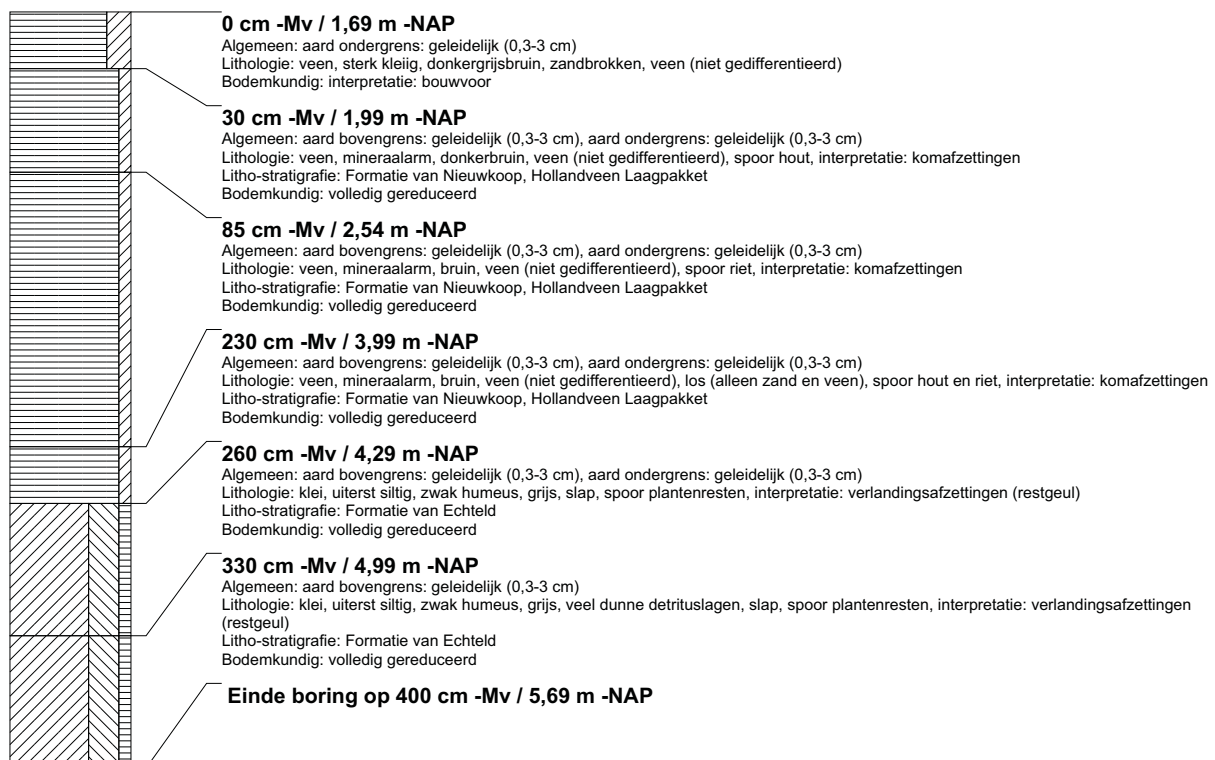 0 cm -Mv / 1,69 m -NAP
Algemeen: aard ondergrens: geleidelijk (0,3-3 cm)
Lithologie: veen, sterk kleiig, donkergrijsbruin, zandbrokken, veen (niet gedifferentieerd)
Bodemkundig: interpretatie: bouwvoor
30 cm -Mv / 1,99 m -NAP
Algemeen: aard bovengrens: geleidelijk (0,3-3 cm), aard ondergrens: geleidelijk (0,3-3 cm)
Lithologie: veen, mineraalarm, donkerbruin, veen (niet gedifferentieerd), spoor hout, interpretatie: komafzettingen
Litho-stratigrafie: Formatie van Nieuwkoop, Hollandveen Laagpakket
Bodemkundig: volledig gereduceerd
85 cm -Mv / 2,54 m -NAP
Algemeen: aard bovengrens: geleidelijk (0,3-3 cm), aard ondergrens: geleidelijk (0,3-3 cm)
Lithologie: veen, mineraalarm, bruin, veen (niet gedifferentieerd), spoor riet, interpretatie: komafzettingen
Litho-stratigrafie: Formatie van Nieuwkoop, Hollandveen Laagpakket
Bodemkundig: volledig gereduceerd
230 cm -Mv / 3,99 m -NAP
Algemeen: aard bovengrens: geleidelijk (0,3-3 cm), aard ondergrens: geleidelijk (0,3-3 cm)
Lithologie: veen, mineraalarm, bruin, veen (niet gedifferentieerd), los (alleen zand en veen), spoor hout en riet, interpretatie: komafzettingen
Litho-stratigrafie: Formatie van Nieuwkoop, Hollandveen Laagpakket
Bodemkundig: volledig gereduceerd
260 cm -Mv / 4,29 m -NAP
Algemeen: aard bovengrens: geleidelijk (0,3-3 cm), aard ondergrens: geleidelijk (0,3-3 cm)
Lithologie: klei, uiterst siltig, zwak humeus, grijs, slap, spoor plantenresten, interpretatie: verlandingsafzettingen (restgeul)
Litho-stratigrafie: Formatie van Echteld
Bodemkundig: volledig gereduceerd
330 cm -Mv / 4,99 m -NAP
Algemeen: aard bovengrens: geleidelijk (0,3-3 cm)
Lithologie: klei, uiterst siltig, zwak humeus, grijs, veel dunne detrituslagen, slap, spoor plantenresten, interpretatie: verlandingsafzettingen
(restgeul)
Litho-stratigrafie: Formatie van Echteld
Bodemkundig: volledig gereduceerd
Einde boring op 400 cm -Mv / 5,69 m -NAP